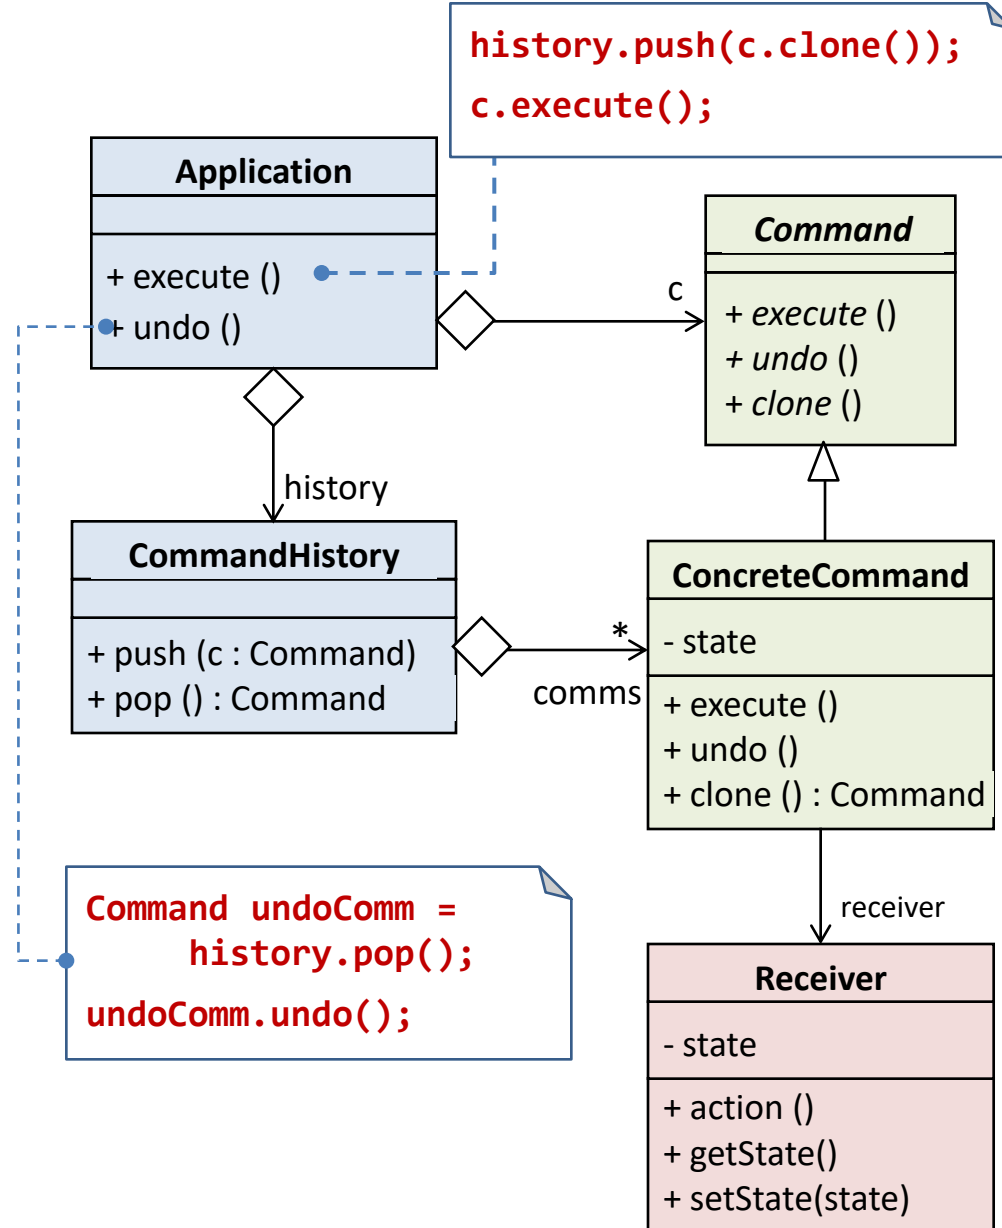 history.push(c.clone());
c.execute();
Application
+ execute ()
+ undo ()
Command
+ execute ()
+ undo ()
+ clone ()
c
history
CommandHistory
+ push (c : Command)
+ pop () : Command
*
comms
ConcreteCommand
- state
+ execute ()
+ undo ()
+ clone () : Command
Command undoComm =
history.pop();
undoComm.undo();
receiver
Receiver
- state
+ action ()
+ getState()
+ setState(state)